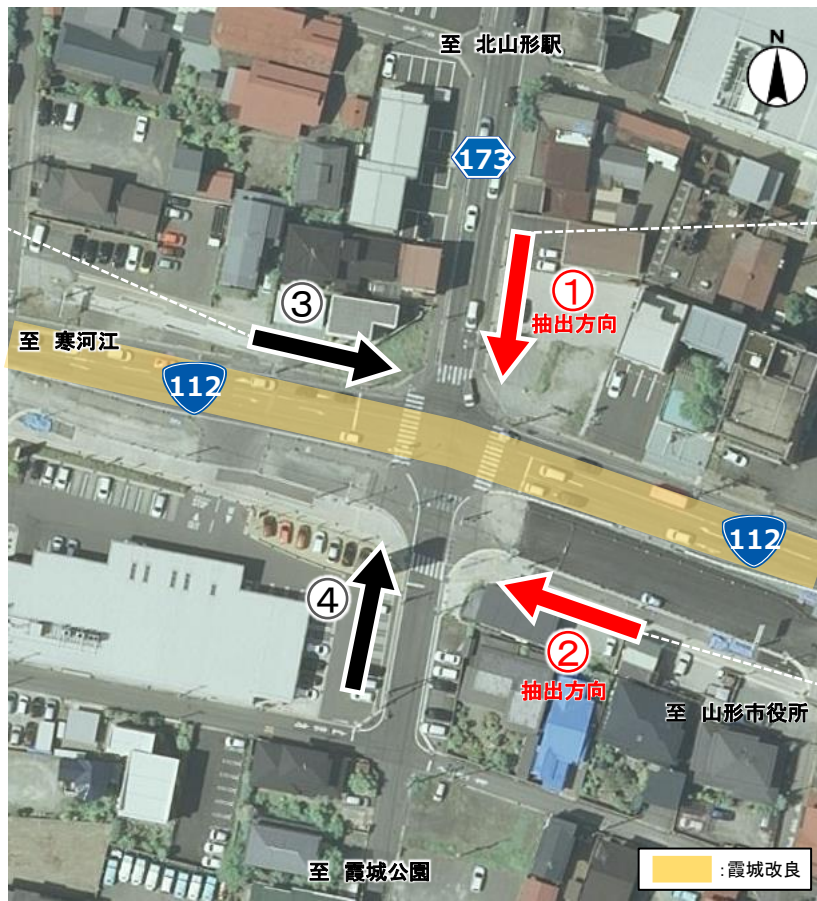 至 北山形駅
N
173
①
抽出方向
③
至 寒河江
112
112
④
②
抽出方向
至 山形市役所
至 霞城公園
:霞城改良